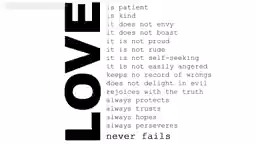 LOVE
is patient
is kind
it does not envy
it does not boast
it is not proud
it is not rude
it is not self-seeking
it is not easily angered
keeps no record of wrongs
does not delight in evil
rejoices with the truth
always protects
always trusts
always hopes
always perseveres
never fails